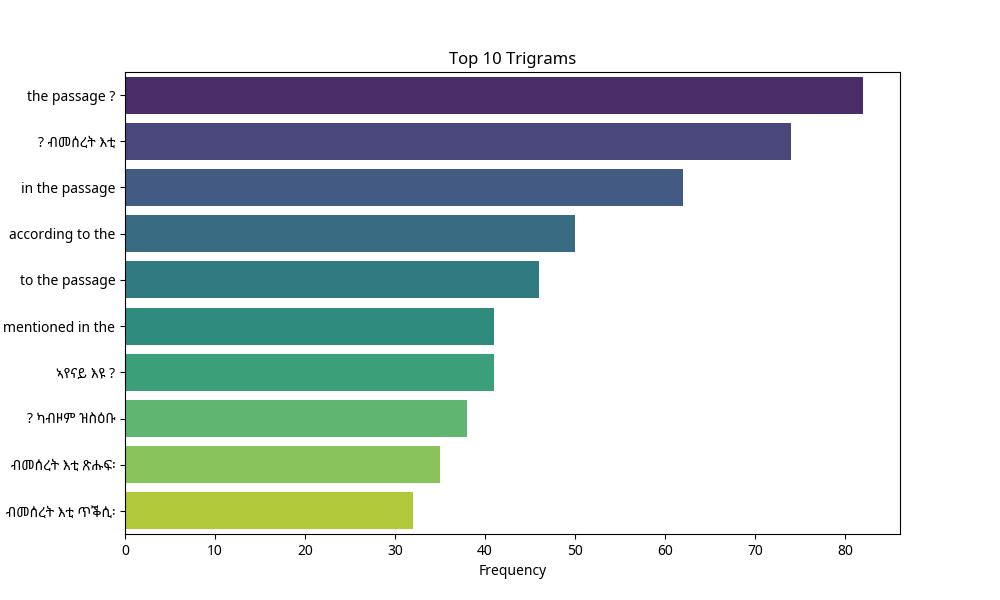 Top 10 Trigrams
the passage ?
? ብመሰረት እቲ
in the passage
according to the
to the passage
mentioned in the
ኣየናይ እዩ ?
? ካብዞም ዝስዕቡ
ብመሰረት እቲ ጽሑፍ፡
ብመሰረት እቲ ጥቕሲ፡
0 10 20 30 40 50 60 70 80
Frequency